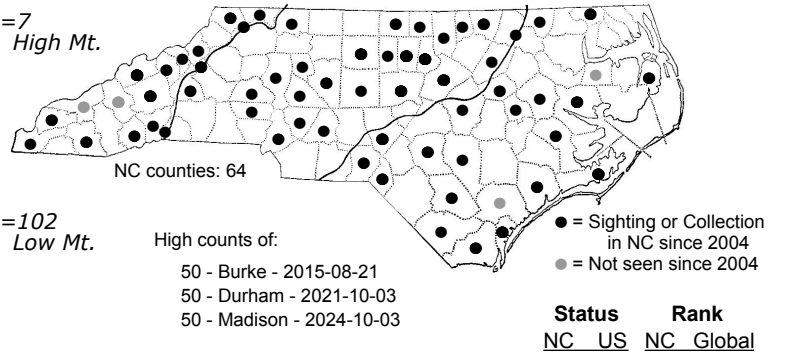 =7
High Mt.
NC counties: 64
=102
Low Mt.
High counts of:
50 - Burke - 2015-08-21
50 - Durham - 2021-10-03
50 - Madison - 2024-10-03
● = Sighting or Collection
in NC since 2004
● = Not seen since 2004
Status Rank
NC US NC Global